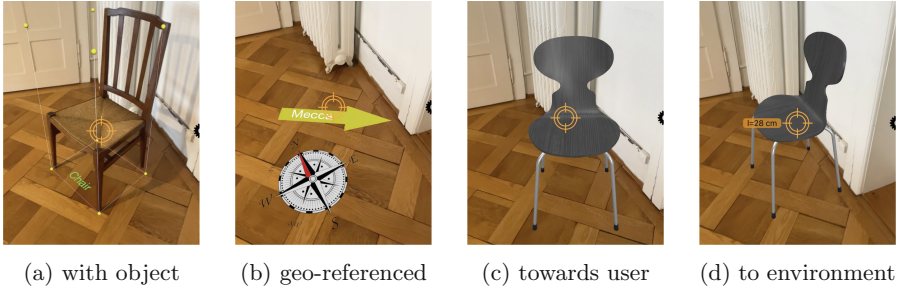 Chair
Mecca
E
W
S
l=28 cm
(a) with object
(b) geo-referenced
(c) towards user
(d) to environment